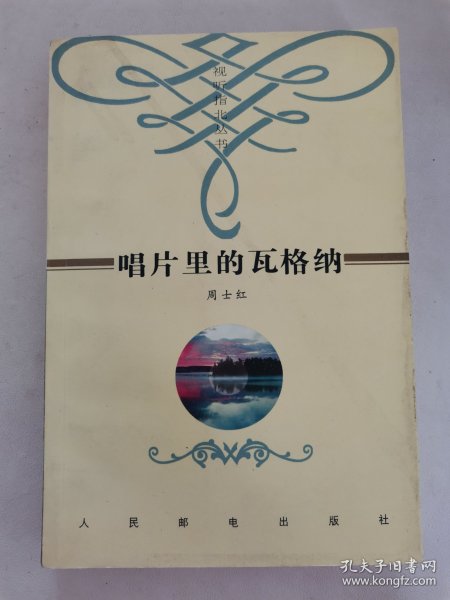 视听指北丛书
唱片里的瓦格纳
周士红
人民邮电出版社
孔夫子旧书网
www.kongfz.com